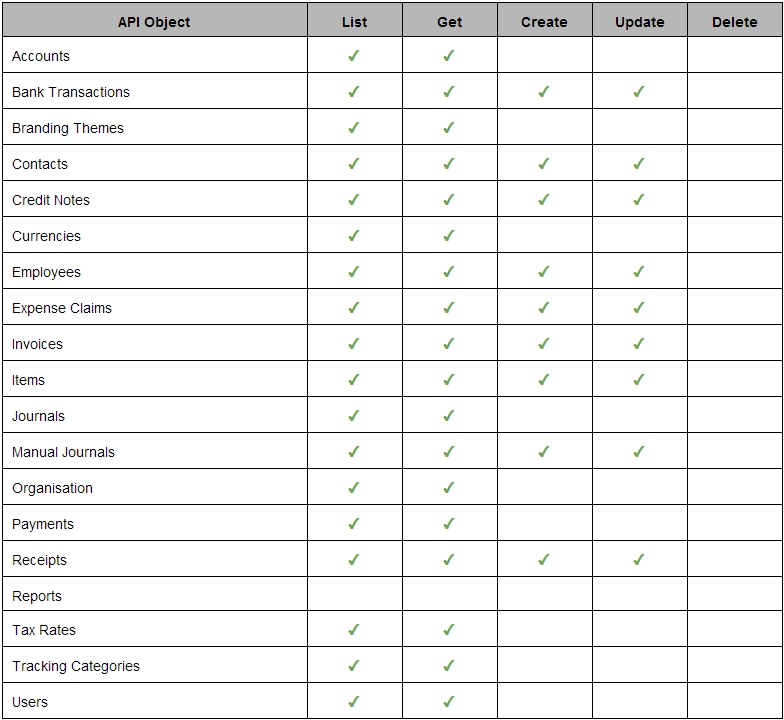 API Object List Get Create Update Delete
Accounts ✓ ✓
Bank Transactions ✓ ✓ ✓ ✓
Branding Themes ✓ ✓
Contacts ✓ ✓ ✓ ✓
Credit Notes ✓ ✓ ✓ ✓
Currencies ✓ ✓
Employees ✓ ✓ ✓ ✓
Expense Claims ✓ ✓ ✓ ✓
Invoices ✓ ✓ ✓ ✓
Items ✓ ✓ ✓ ✓
Journals ✓ ✓
Manual Journals ✓ ✓ ✓ ✓
Organisation ✓ ✓
Payments ✓ ✓
Receipts ✓ ✓ ✓ ✓
Reports
Tax Rates ✓ ✓
Tracking Categories ✓ ✓
Users ✓ ✓